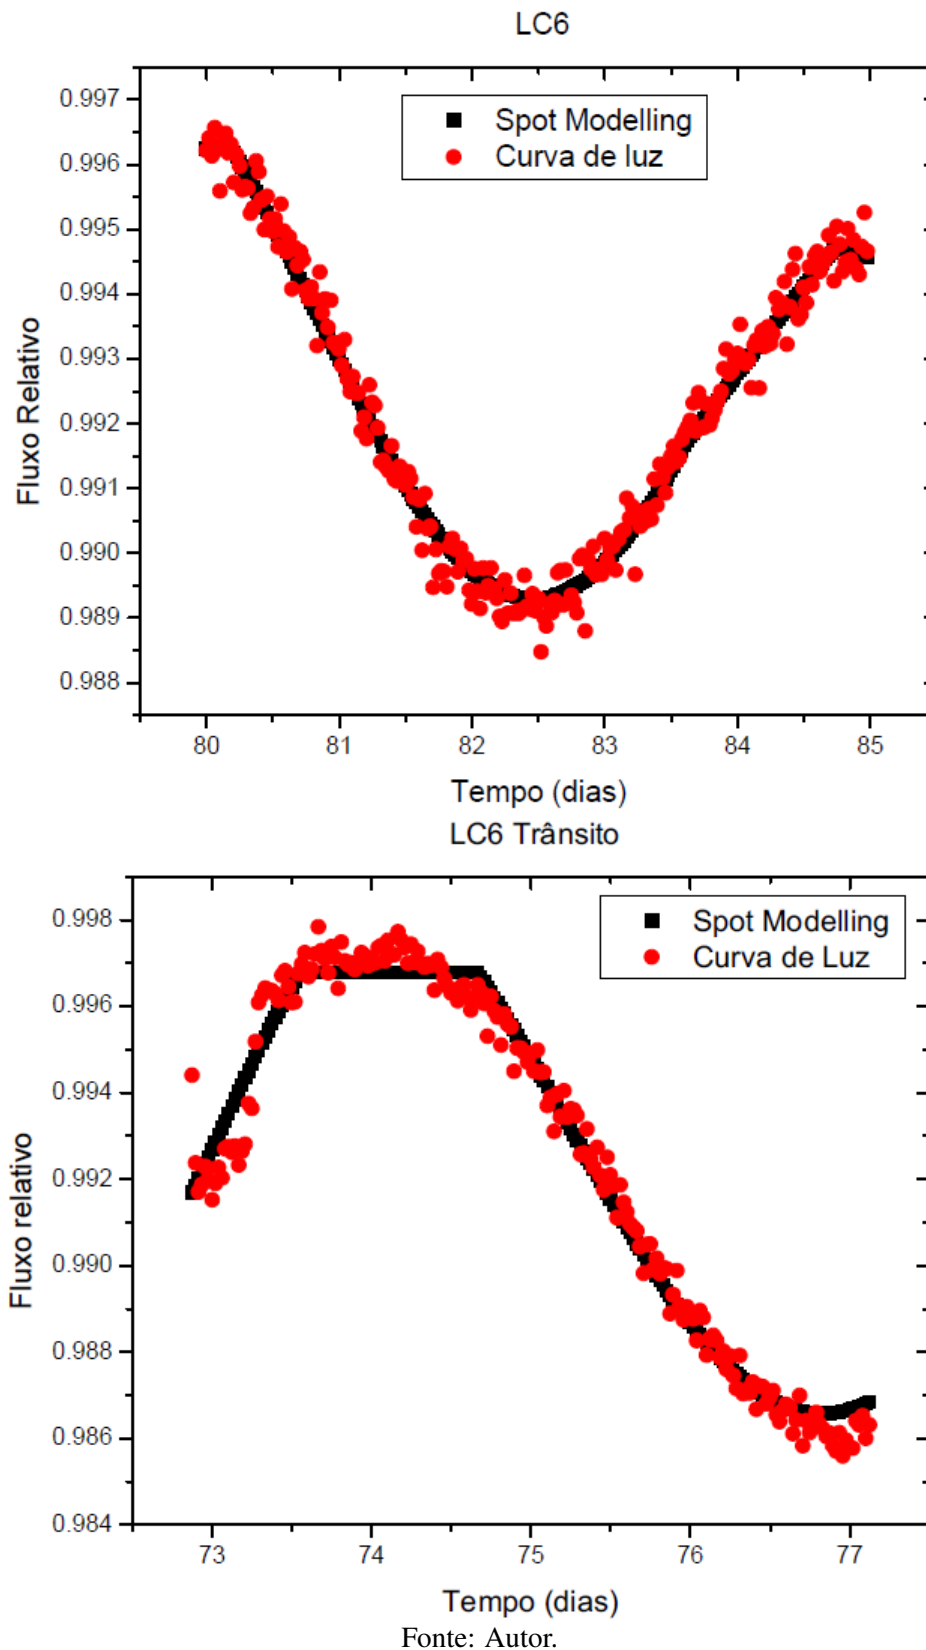 LC6
Spot Modelling
Curva de luz
0.997
0.996
0.995
0.994
0.993
0.992
0.991
0.990
0.989
0.988
Fluxo Relativo
80 81 82 83 84 85
Tempo (dias)
LC6 Trânsito
Spot Modelling
Curva de Luz
0.998
0.996
0.994
0.992
0.990
0.988
0.986
0.984
Fluxo relativo
73 74 75 76 77
Tempo (dias)
Fonte: Autor.